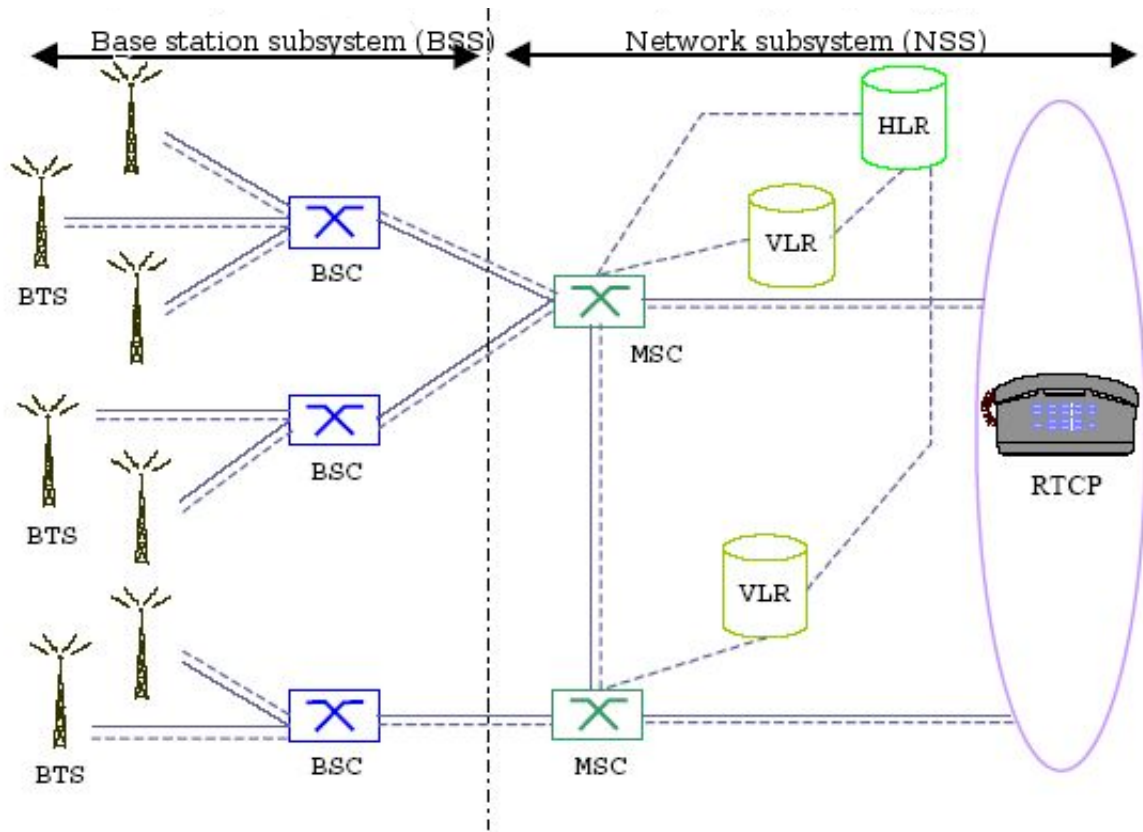 Base station subsystem (BSS)
Network subsystem (NSS)
HLR
VLR
BSC
BTS
MSC
BSC
RTCP
BTS
VLR
BSC
MSC
BTS